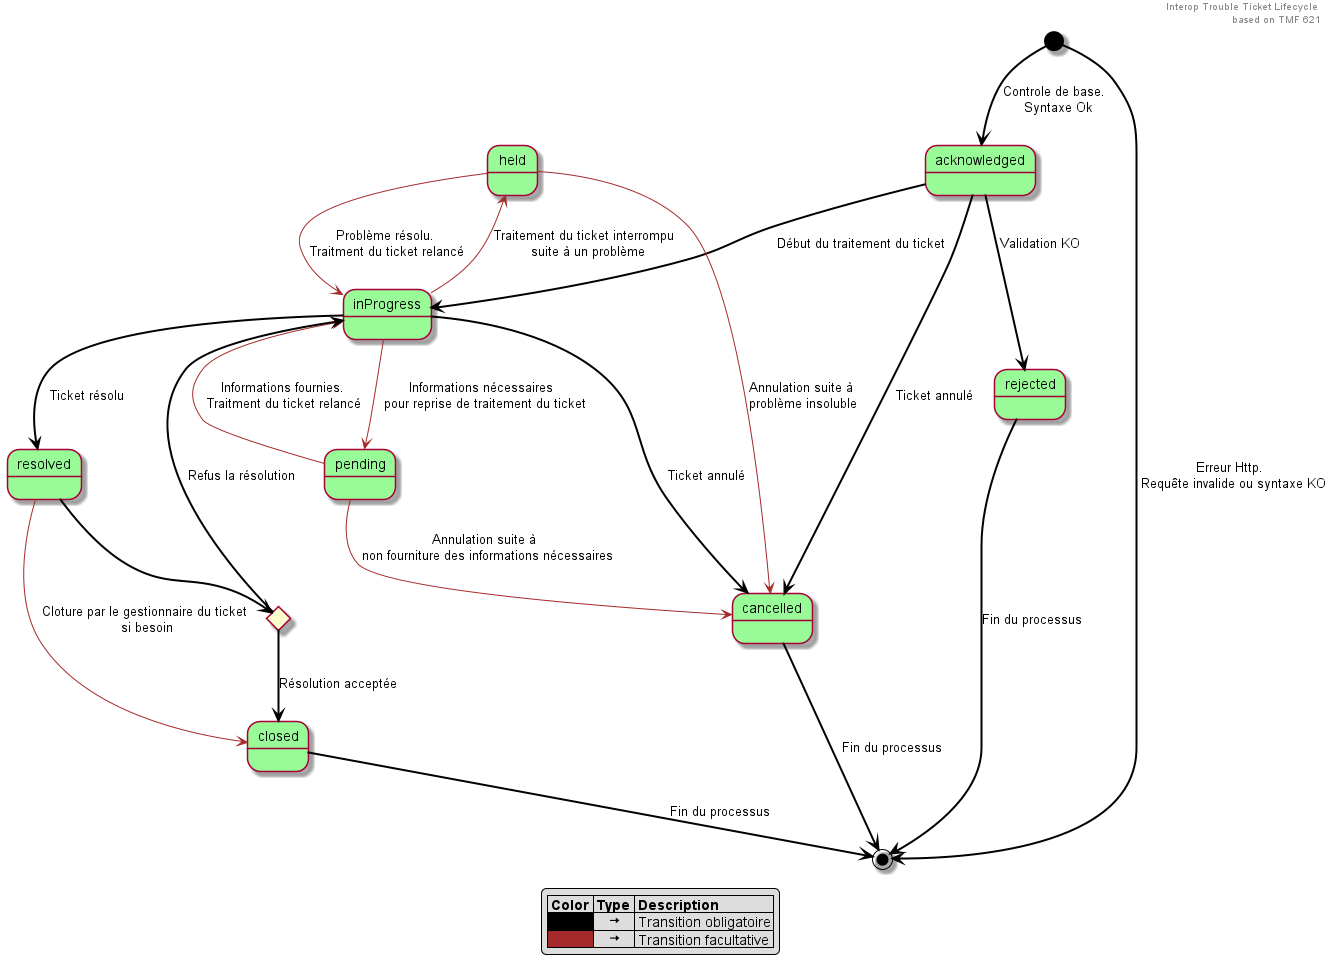 Interop Trouble Ticket Lifecycle
based on TMF 621
Controle de base.
Syntaxe Ok
held
acknowledged
Problème résolu.
Traitment du ticket relancé
Traitement du ticket interrompu
suite à un problème
Début du traitement du ticket
Validation KO
inProgress
Ticket résolu
Informations fournies.
Traitment du ticket relancé
Informations nécessaires
pour reprise de traitement du ticket
Annulation suite à
problème insoluble
Ticket annulé
rejected
resolved
Refus la résolution
pending
Ticket annulé
Erreur Http.
Requête invalide ou syntaxe KO
Annulation suite à
non fourniture des informations nécessaires
Cloture par le gestionnaire du ticket
si besoin
cancelled
Fin du processus
Résolution acceptée
closed
Fin du processus
Fin du processus
Color Type Description
→ Transition obligatoire
→ Transition facultative